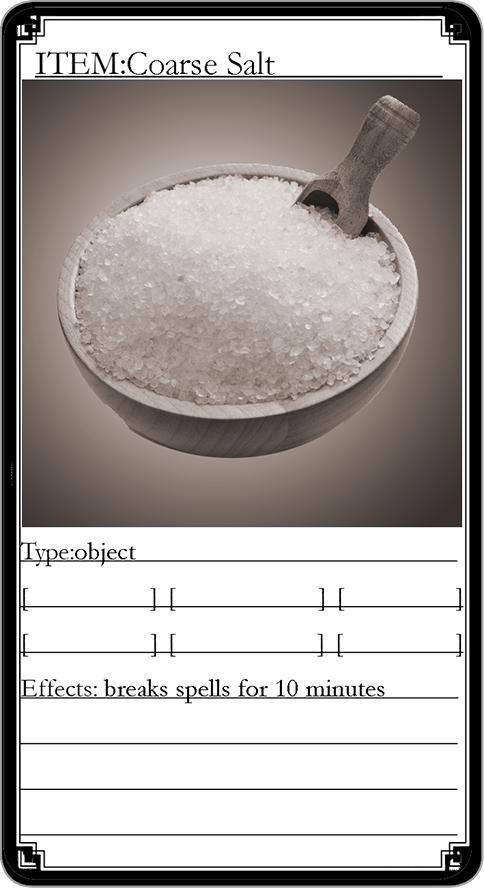 ITEM:Coarse Salt
Type:object
[ ] [ ] [ ]
[ ] [ ] [ ]
Effects: breaks spells for 10 minutes